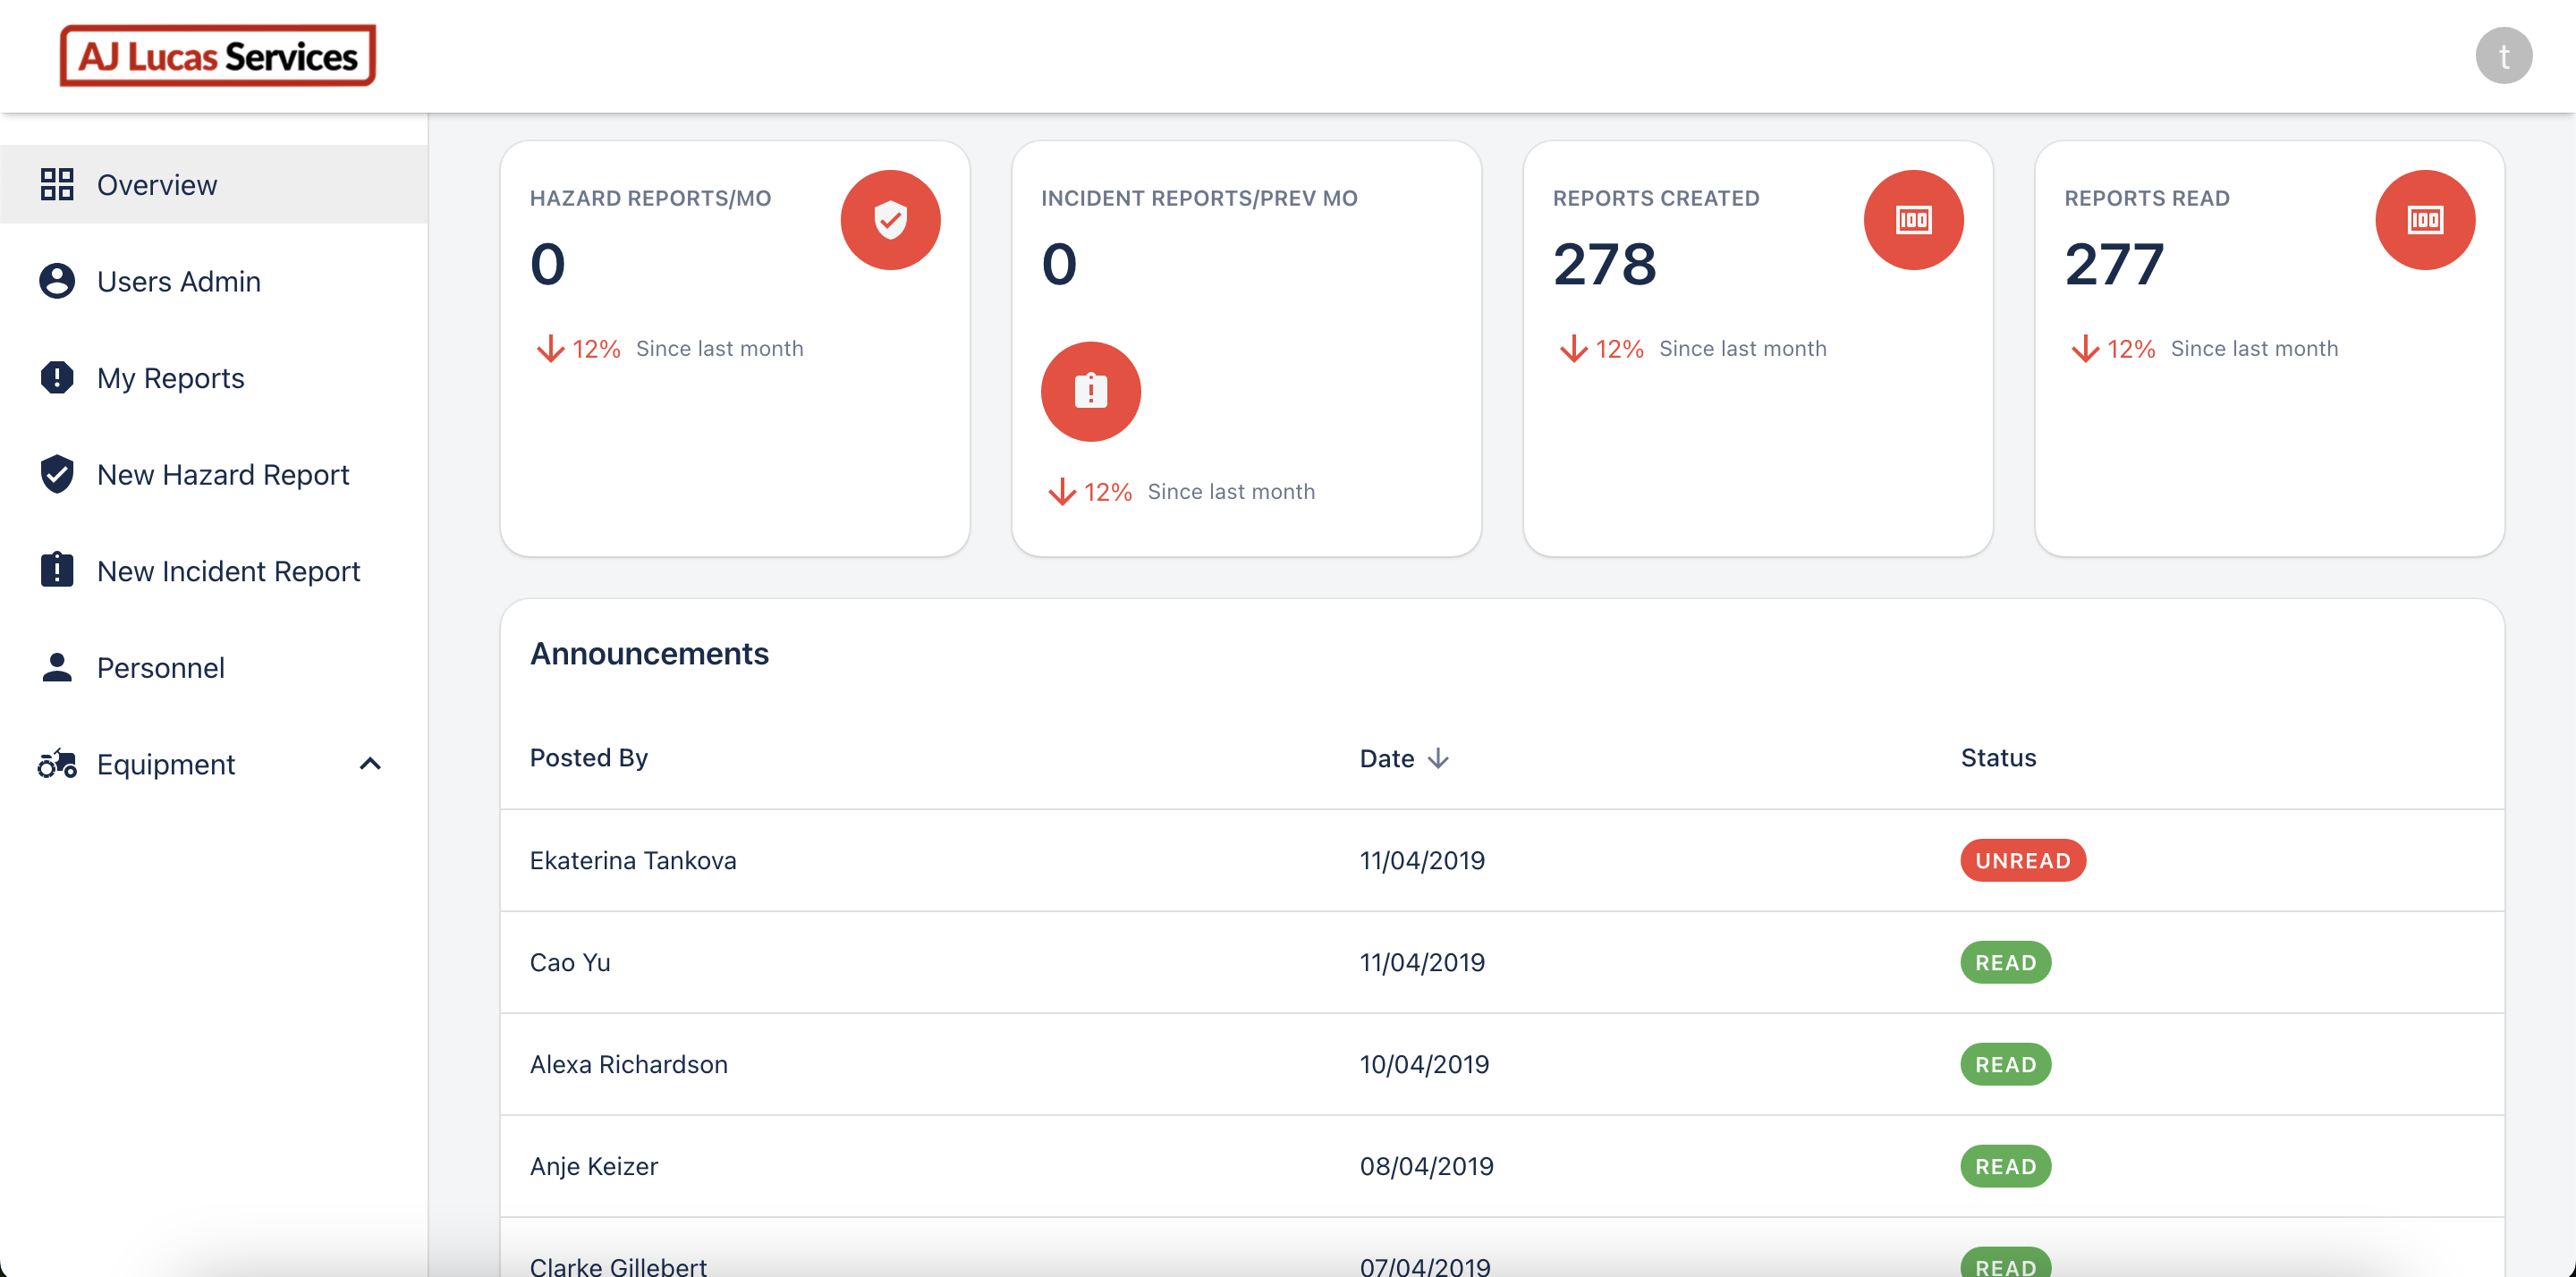 AJ Lucas Services
t
Overview
Users Admin
My Reports
New Hazard Report
New Incident Report
Personnel
Equipment
HAZARD REPORTS/MO
0
12% Since last month
INCIDENT REPORTS/PREV MO
0
12% Since last month
REPORTS CREATED
278
100
12% Since last month
REPORTS READ
277
100
12% Since last month
Announcements
Posted By Date Status
Ekaterina Tankova 11/04/2019 UNREAD
Cao Yu 11/04/2019 READ
Alexa Richardson 10/04/2019 READ
Anje Keizer 08/04/2019 READ
Clarke Gillebert 07/04/2019 READ